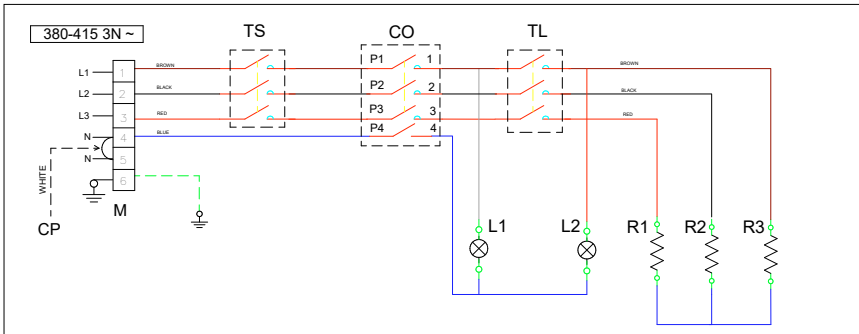 380-415 3N ~
TS
CO
TL
L1
1
BROWN
P1
1
BROWN
L2
2
BLACK
P2
2
BLACK
L3
3
RED
P3
3
RED
N
4
BLUE
P4
4
N
5
WHITE
6
CP
M
L1
L2
R1
R2
R3